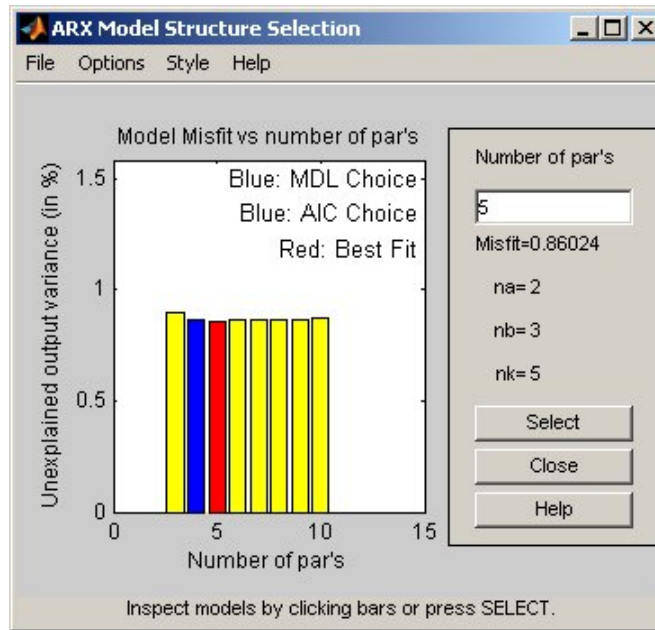 ARX Model Structure Selection
File Options Style Help
Model Misfit vs number of par's
Unexplained output variance (in %)
1.5
1
0.5
0
Blue: MDL Choice
Blue: AIC Choice
Red: Best Fit
0 5 10 15
Number of par's
Number of par's
5
Misfit=0.86024
na= 2
nb= 3
nk= 5
Select
Close
Help
Inspect models by clicking bars or press SELECT.